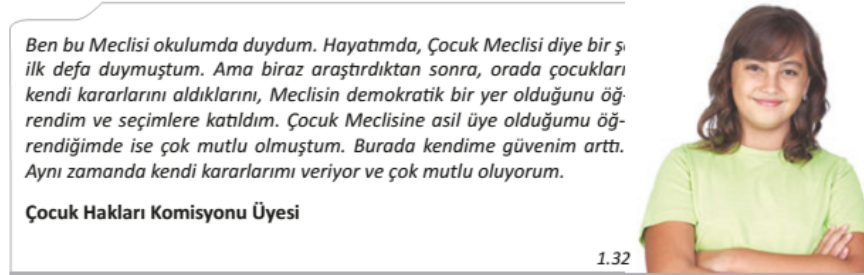 Ben bu Meclisi okulumda duydum. Hayatımda, Çocuk Meclisi diye bir
ilk defa duymuştum. Ama biraz araştırdıktan sonra, orada çocukları
kendi kararlarını aldıklarını, Meclisin demokratik bir yer olduğunu öğ-
rendim ve seçimlere katıldım. Çocuk Meclisine asil üye olduğumu öğ-
rendiğimde ise çok mutlu olmuştum. Burada kendime güvenim arttı.
Aynı zamanda kendi kararlarımı veriyor ve çok mutlu oluyorum.
Çocuk Hakları Komisyonu Üyesi
1.32